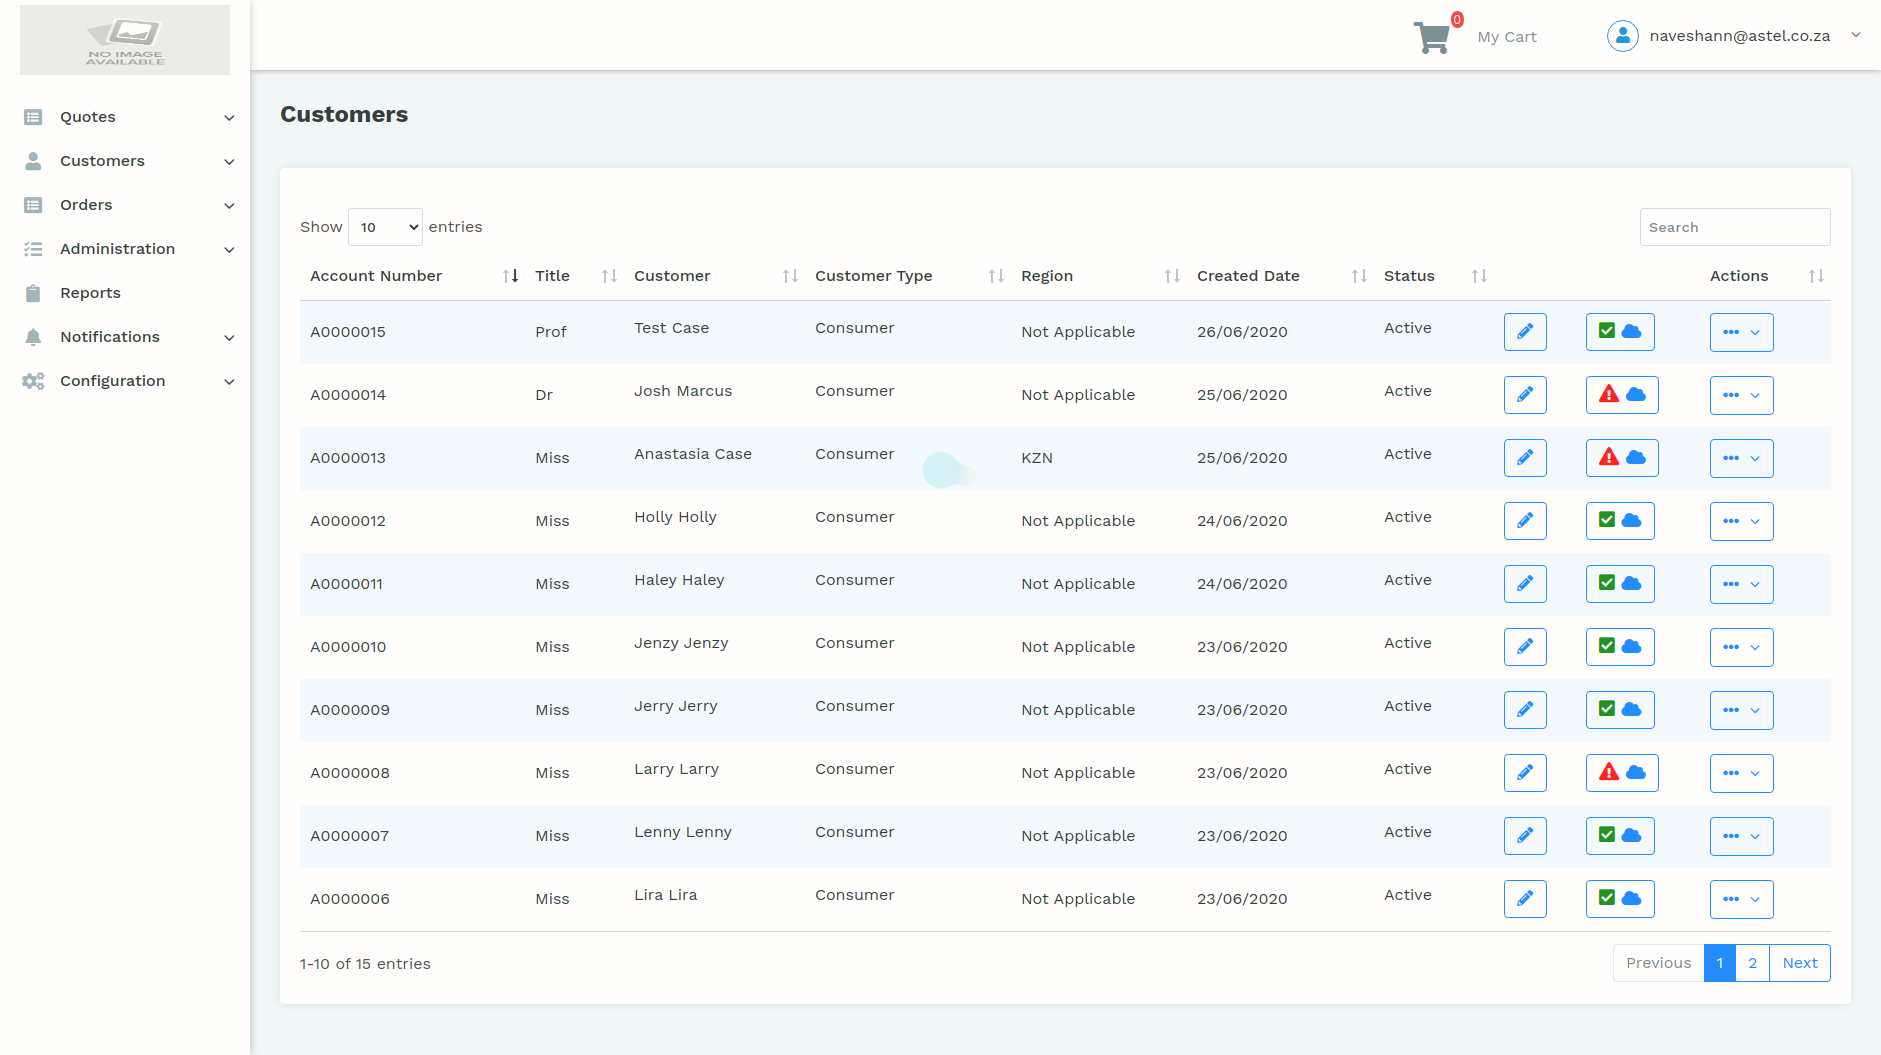 NO IMAGE
AVAILABLE
0
My Cart
naveshann@astel.co.za
Quotes
Customers
Orders
Administration
Reports
Notifications
Configuration
Customers
Show 10 entries
Search
Account Number Title Customer Customer Type Region Created Date Status Actions
A0000015 Prof Test Case Consumer Not Applicable 26/06/2020 Active
A0000014 Dr Josh Marcus Consumer Not Applicable 25/06/2020 Active
A0000013 Miss Anastasia Case Consumer KZN 25/06/2020 Active
A0000012 Miss Holly Holly Consumer Not Applicable 24/06/2020 Active
A0000011 Miss Haley Haley Consumer Not Applicable 24/06/2020 Active
A0000010 Miss Jenzy Jenzy Consumer Not Applicable 23/06/2020 Active
A0000009 Miss Jerry Jerry Consumer Not Applicable 23/06/2020 Active
A0000008 Miss Larry Larry Consumer Not Applicable 23/06/2020 Active
A0000007 Miss Lenny Lenny Consumer Not Applicable 23/06/2020 Active
A0000006 Miss Lira Lira Consumer Not Applicable 23/06/2020 Active
1-10 of 15 entries
Previous 1 2 Next